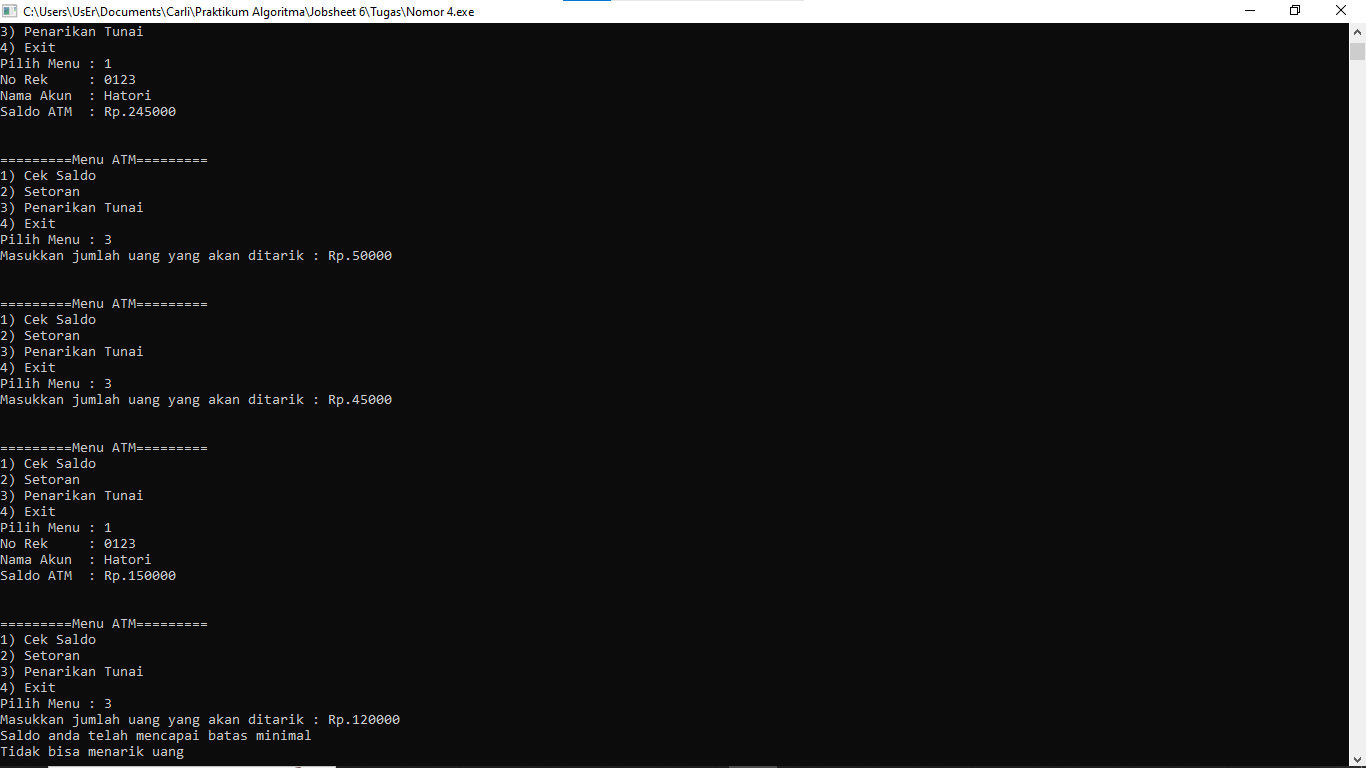 C:\Users\UsEr\Documents\Carli\Praktikum Algoritma\Jobsheet 6\Tugas\Nomor 4.exe
3) Penarikan Tunai
4) Exit
Pilih Menu : 1
No Rek     : 0123
Nama Akun  : Hatori
Saldo ATM  : Rp.245000
=========Menu ATM=========
1) Cek Saldo
2) Setoran
3) Penarikan Tunai
4) Exit
Pilih Menu : 3
Masukkan jumlah uang yang akan ditarik : Rp.50000
=========Menu ATM=========
1) Cek Saldo
2) Setoran
3) Penarikan Tunai
4) Exit
Pilih Menu : 3
Masukkan jumlah uang yang akan ditarik : Rp.45000
=========Menu ATM=========
1) Cek Saldo
2) Setoran
3) Penarikan Tunai
4) Exit
Pilih Menu : 1
No Rek     : 0123
Nama Akun  : Hatori
Saldo ATM  : Rp.150000
=========Menu ATM=========
1) Cek Saldo
2) Setoran
3) Penarikan Tunai
4) Exit
Pilih Menu : 3
Masukkan jumlah uang yang akan ditarik : Rp.120000
Saldo anda telah mencapai batas minimal
Tidak bisa menarik uang